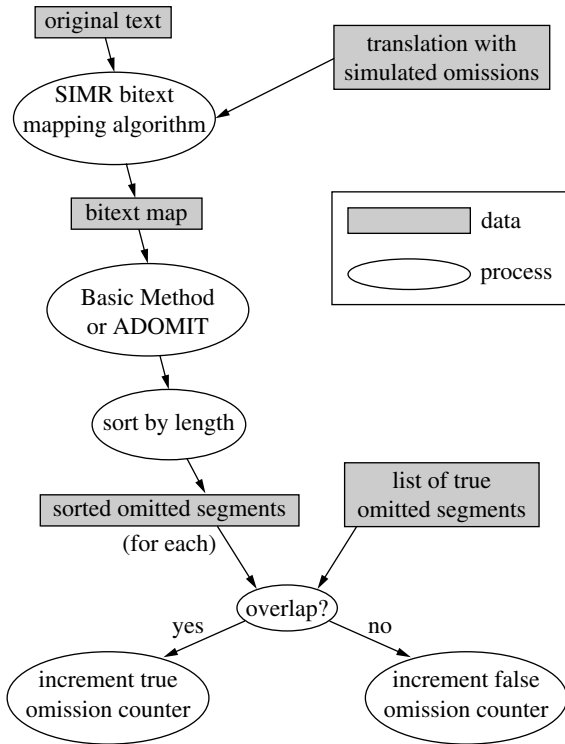 original text
translation with
simulated omissions
SIMR bitext
mapping algorithm
bitext map
data
process
Basic Method
or ADOMIT
sort by length
sorted omitted segments
(for each)
list of true
omitted segments
overlap?
yes
no
increment true
omission counter
increment false
omission counter